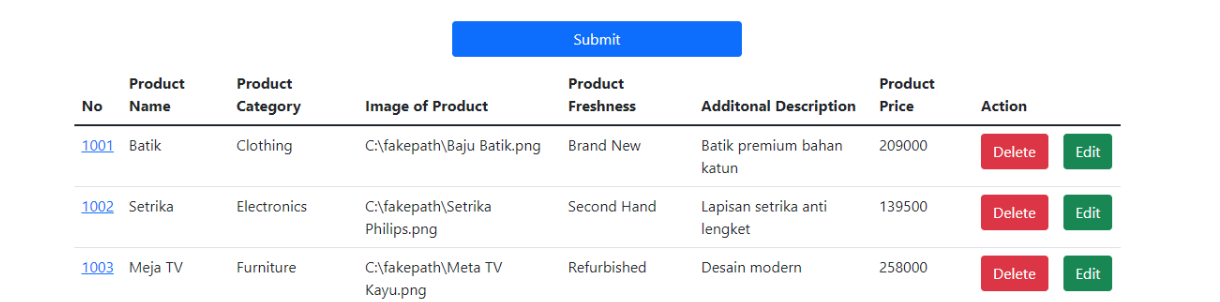 Submit
No Product Name Product Category Image of Product Product Freshness Additonal Description Product Price Action
1001 Batik Clothing C:\fakepath\Baju Batik.png Brand New Batik premium bahan katun 209000 Delete Edit
1002 Setrika Electronics C:\fakepath\Setrika Philips.png Second Hand Lapisan setrika anti lengket 139500 Delete Edit
1003 Meja TV Furniture C:\fakepath\Meta TV Kayu.png Refurbished Desain modern 258000 Delete Edit